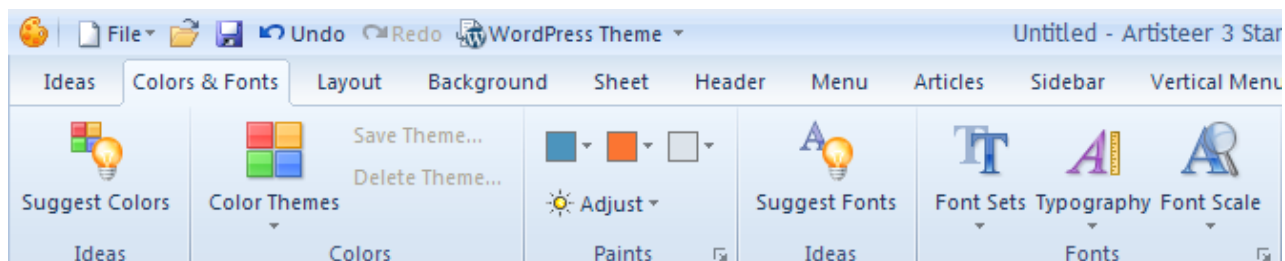 File Undo Redo WordPress Theme Untitled - Artisteer 3 Star
Ideas Colors & Fonts Layout Background Sheet Header Menu Articles Sidebar Vertical Menu
Save Theme...
Delete Theme...
Suggest Colors Color Themes Adjust Suggest Fonts Font Sets Typography Font Scale
Ideas Colors Paints Ideas Fonts